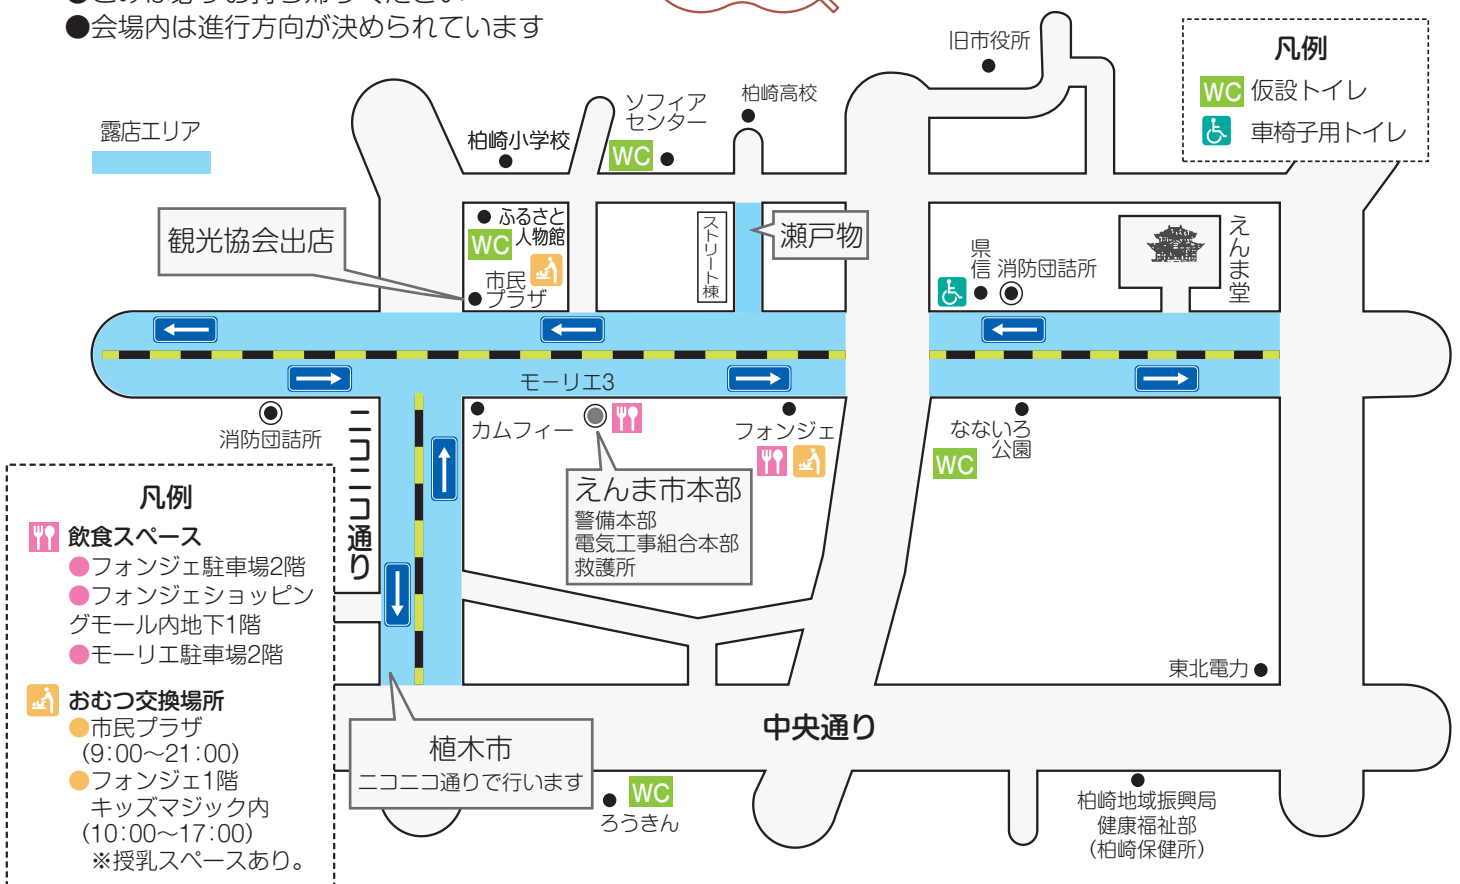 ●ごみは必ずお持ち帰りください
●会場内は進行方向が決められています
露店エリア
旧市役所
凡例
WC 仮設トイレ
車椅子用トイレ
柏崎小学校
ソフィア
センター
WC
柏崎高校
観光協会出店
ふるさと
人物館
WC
市民
プラザ
ストリート棟
瀬戸物
県信
消防団詰所
えんま堂
モーリエ3
消防団詰所
ニコニコ通り
カムフィー
フォンジェ
なないろ
公園
WC
えんま市本部
警備本部
電気工事組合本部
救護所
凡例
飲食スペース
●フォンジェ駐車場2階
●フォンジェショッピン
グモール内地下1階
●モーリエ駐車場2階
おむつ交換場所
●市民プラザ
(9:00〜21:00)
●フォンジェ1階
キッズマジック内
(10:00〜17:00)
※授乳スペースあり。
植木市
ニコニコ通りで行います
中央通り
東北電力
WC
ろうきん
柏崎地域振興局
健康福祉部
(柏崎保健所)